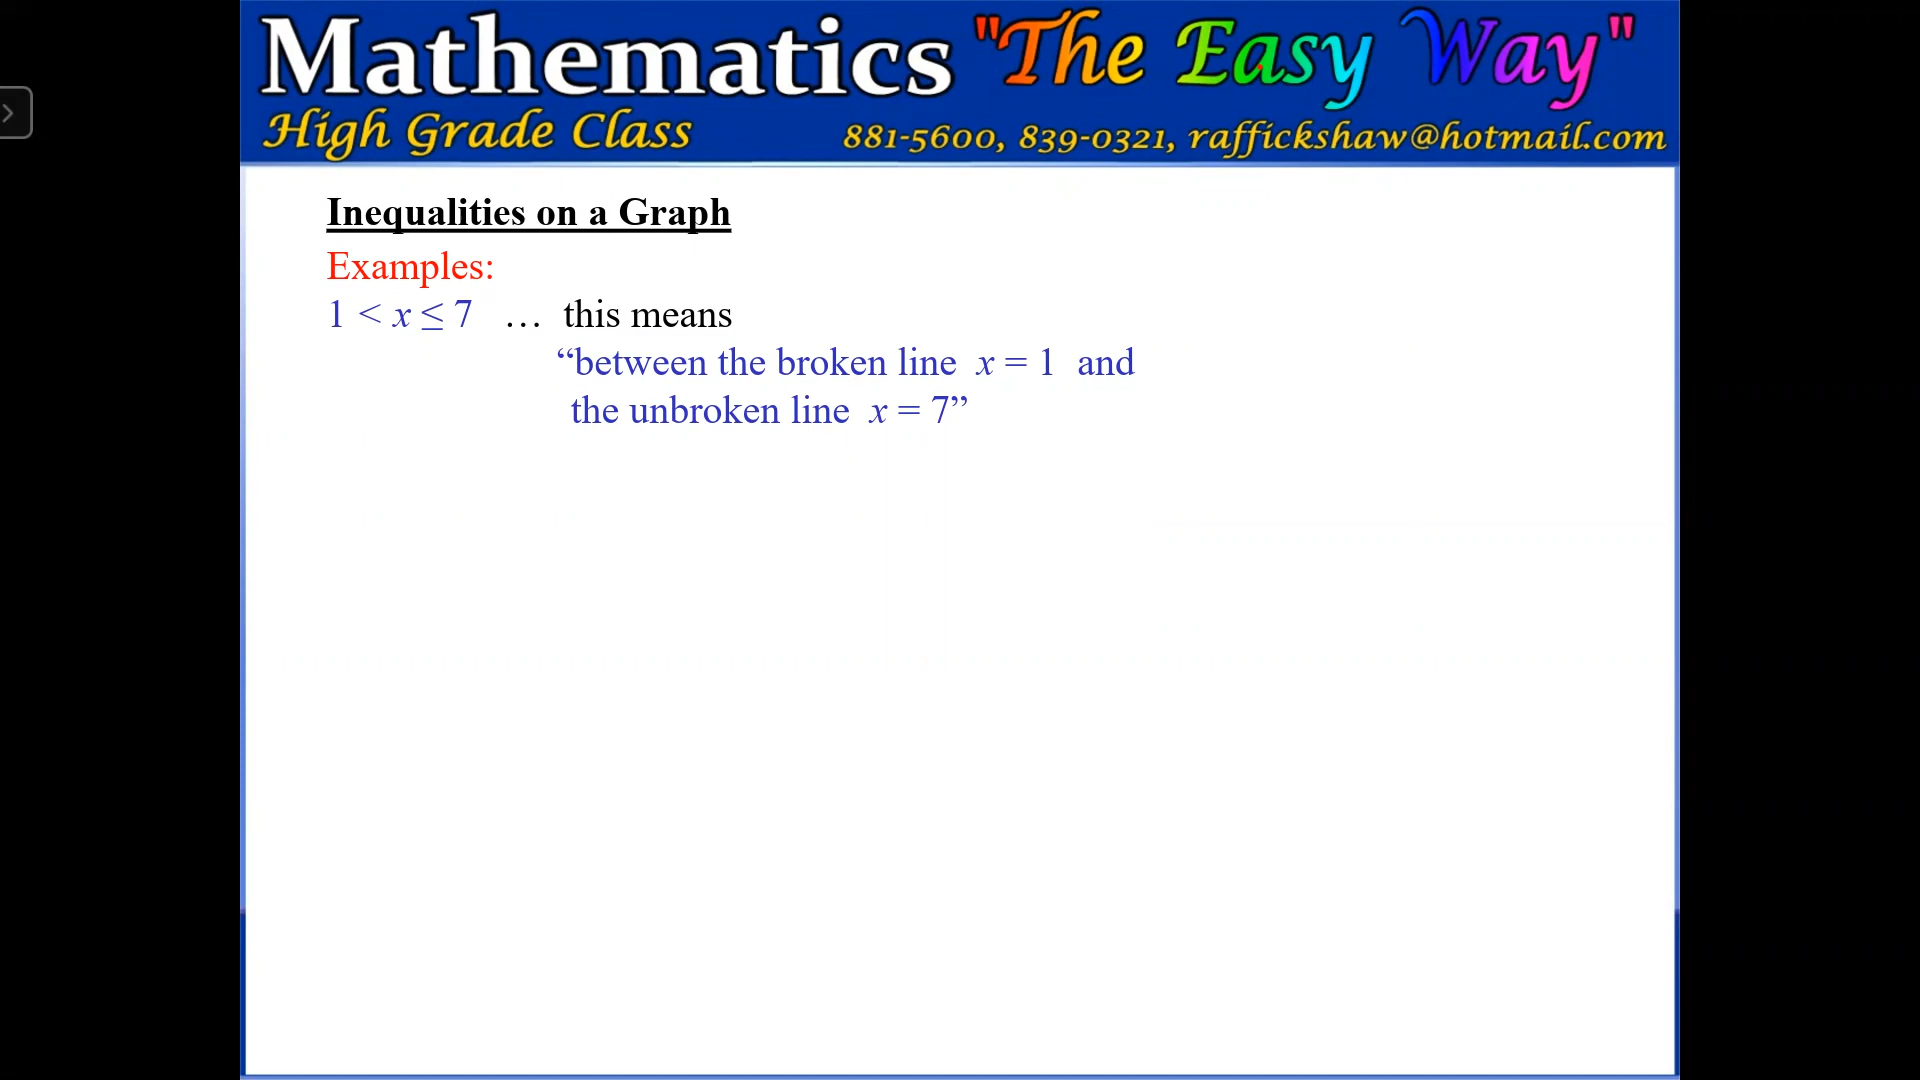 Mathematics "The Easy Way"
High Grade Class 881-5600, 839-0321, raffickshaw@hotmail.com
Inequalities on a Graph
Examples:
1 < x ≤ 7 … this means
“between the broken line x = 1 and
the unbroken line x = 7”